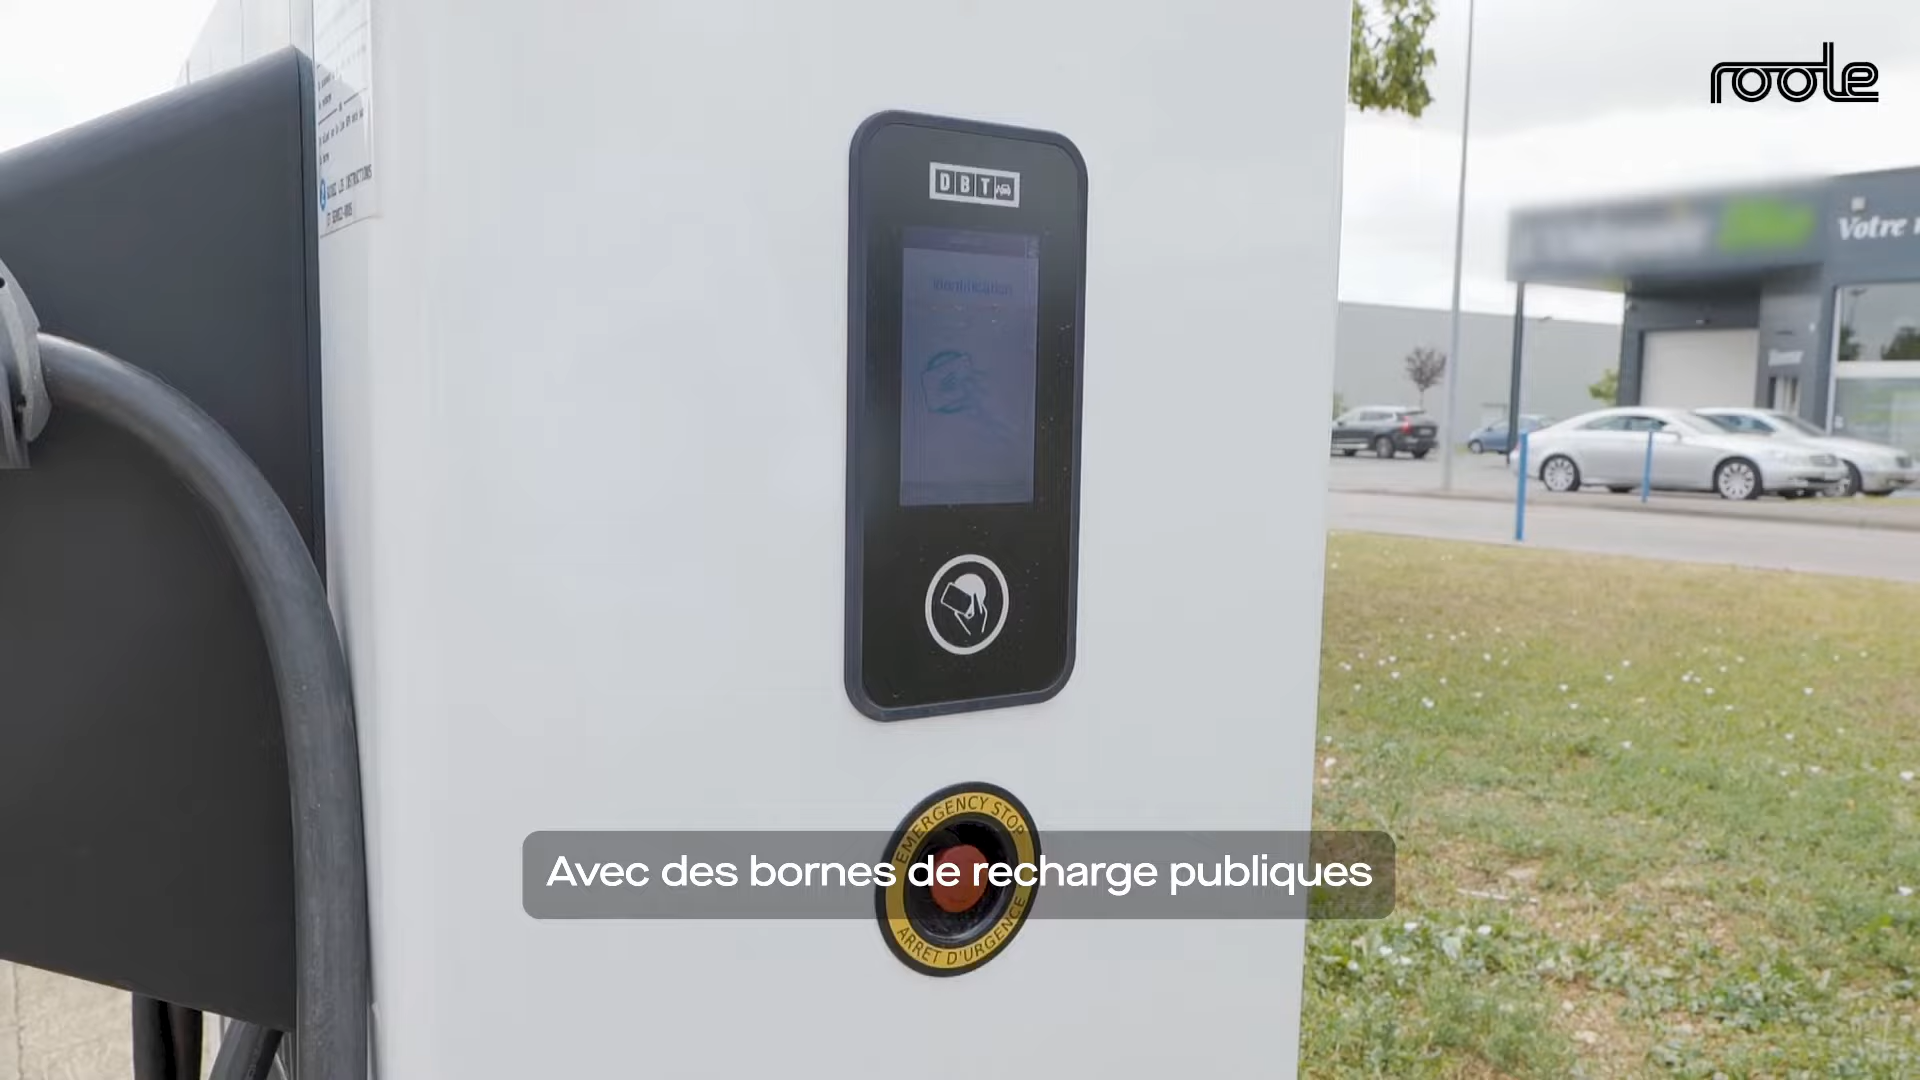 roole
DBT
Identification
Votre
EMERGENCY STOP
ARRET D'URGENCE
Avec des bornes de recharge publiques